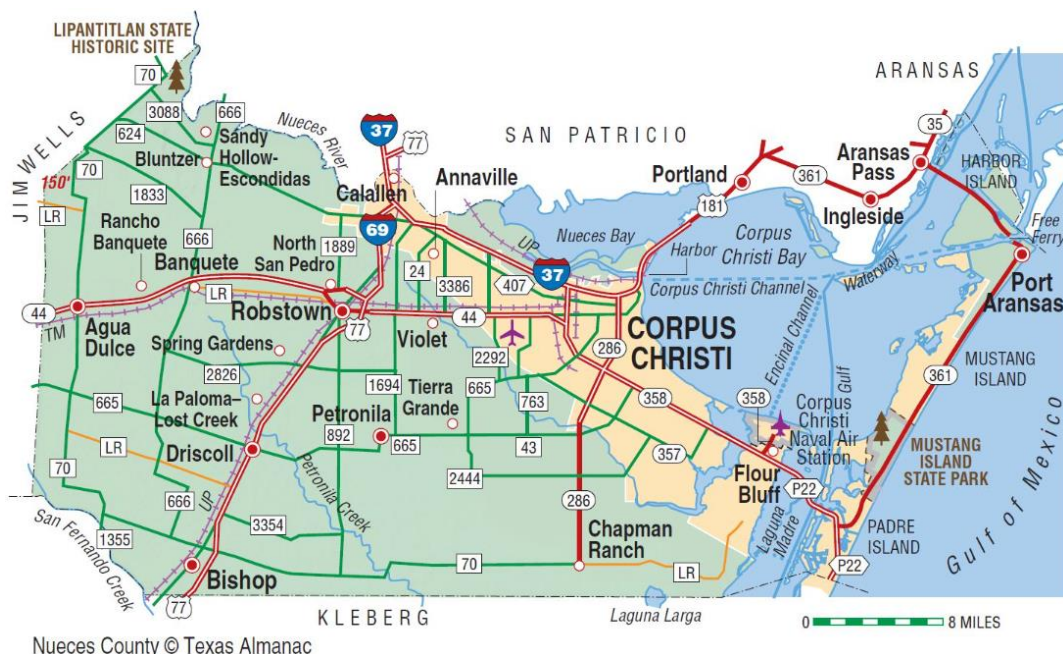 LIPANTITLAN STATE
HISTORIC SITE
ARANSAS
70
3088
666
35
Nueces
River
37
77
SAN PATRICIO
JIM WELLS
624
Sandy
Hollow-
Escondidas
Bluntzer
Aransas
Pass
HARBOR
ISLAND
70
150'
Calallen
Annaville
Portland
361
181
Ingleside
LR
1833
Rancho
Banquete
666
69
UP
Nueces Bay
Harbor
Corpus
Christi Bay
Free
Ferry
Banquete
North
San Pedro
1889
24
3386
407
37
Corpus Christi Channel
Waterway
Port
Aransas
LR
44
TM
Agua
Dulce
Robstown
77
Violet
44
CORPUS
CHRISTI
Spring Gardens
2292
286
Encinal Channel
Gulf
361
MUSTANG
ISLAND
2826
1694
Tierra
Grande
665
763
358
358
Corpus
Christi
Naval Air
Station
665
La Paloma–
Lost Creek
Petronila
892
665
43
357
MUSTANG
ISLAND
STATE PARK
LR
Driscoll
Flour
Bluff
P22
70
666
UP
Petronila Creek
2444
286
Laguna
Madre
PADRE
ISLAND
Gulf of Mexico
San Fernando Creek
1355
3354
Chapman
Ranch
Bishop
70
LR
P22
77
KLEBERG
Laguna Larga
0
8 MILES
Nueces County © Texas Almanac